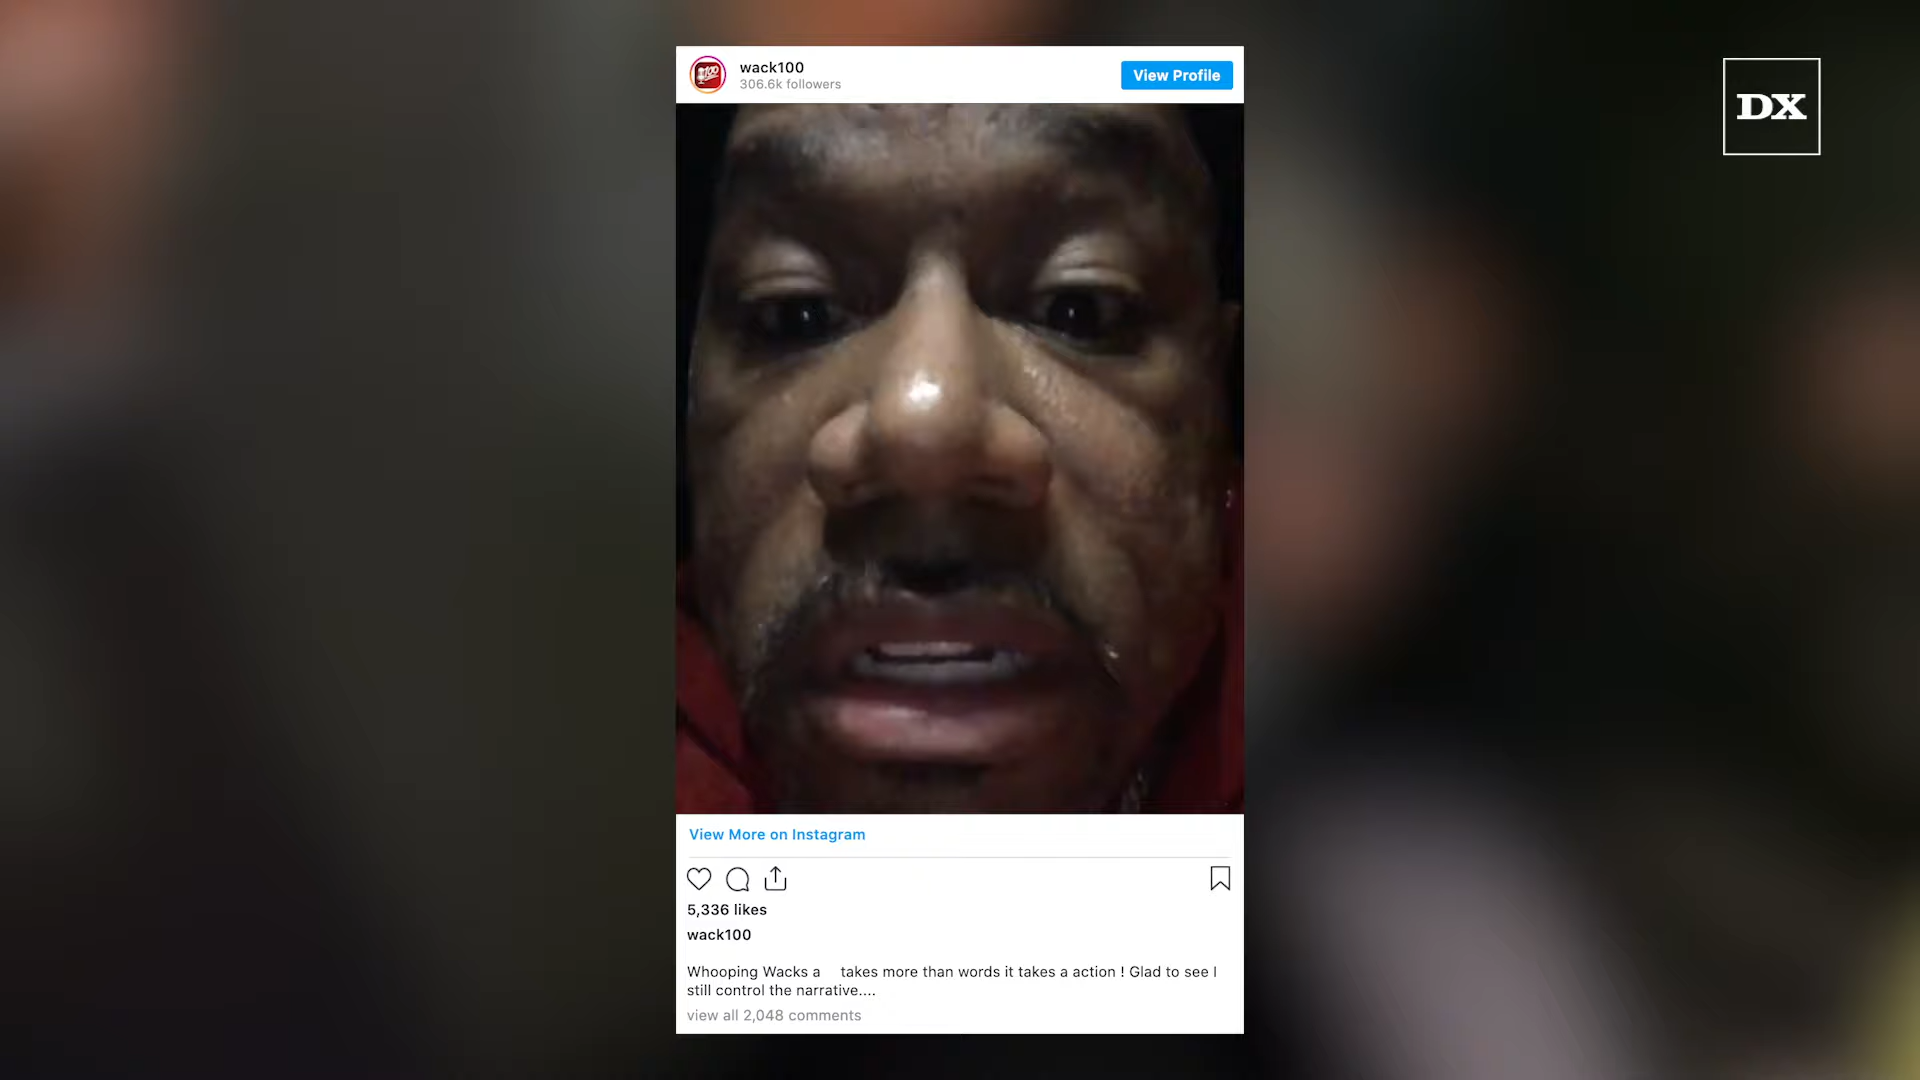 wack100
306.6k followers
View Profile
DX
View More on Instagram
5,336 likes
wack100
Whooping Wacks a takes more than words it takes a action ! Glad to see I
still control the narrative....
view all 2,048 comments